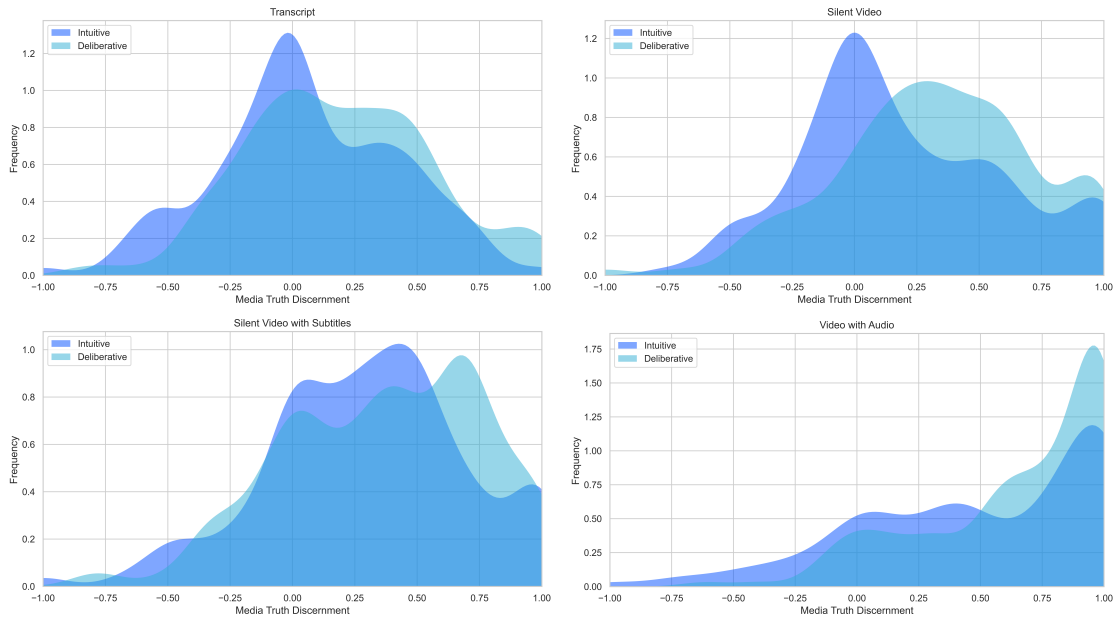 Transcript
Intuitive
Deliberative
Frequency
1.2
1.0
0.8
0.6
0.4
0.2
0.0
−1.00 −0.75 −0.50 −0.25 0.00 0.25 0.50 0.75 1.00
Media Truth Discernment
Silent Video
Intuitive
Deliberative
Frequency
1.2
1.0
0.8
0.6
0.4
0.2
0.0
−1.00 −0.75 −0.50 −0.25 0.00 0.25 0.50 0.75 1.00
Media Truth Discernment
Silent Video with Subtitles
Intuitive
Deliberative
Frequency
1.0
0.8
0.6
0.4
0.2
0.0
−1.00 −0.75 −0.50 −0.25 0.00 0.25 0.50 0.75 1.00
Media Truth Discernment
Video with Audio
Intuitive
Deliberative
Frequency
1.75
1.50
1.25
1.00
0.75
0.50
0.25
0.00
−1.00 −0.75 −0.50 −0.25 0.00 0.25 0.50 0.75 1.00
Media Truth Discernment